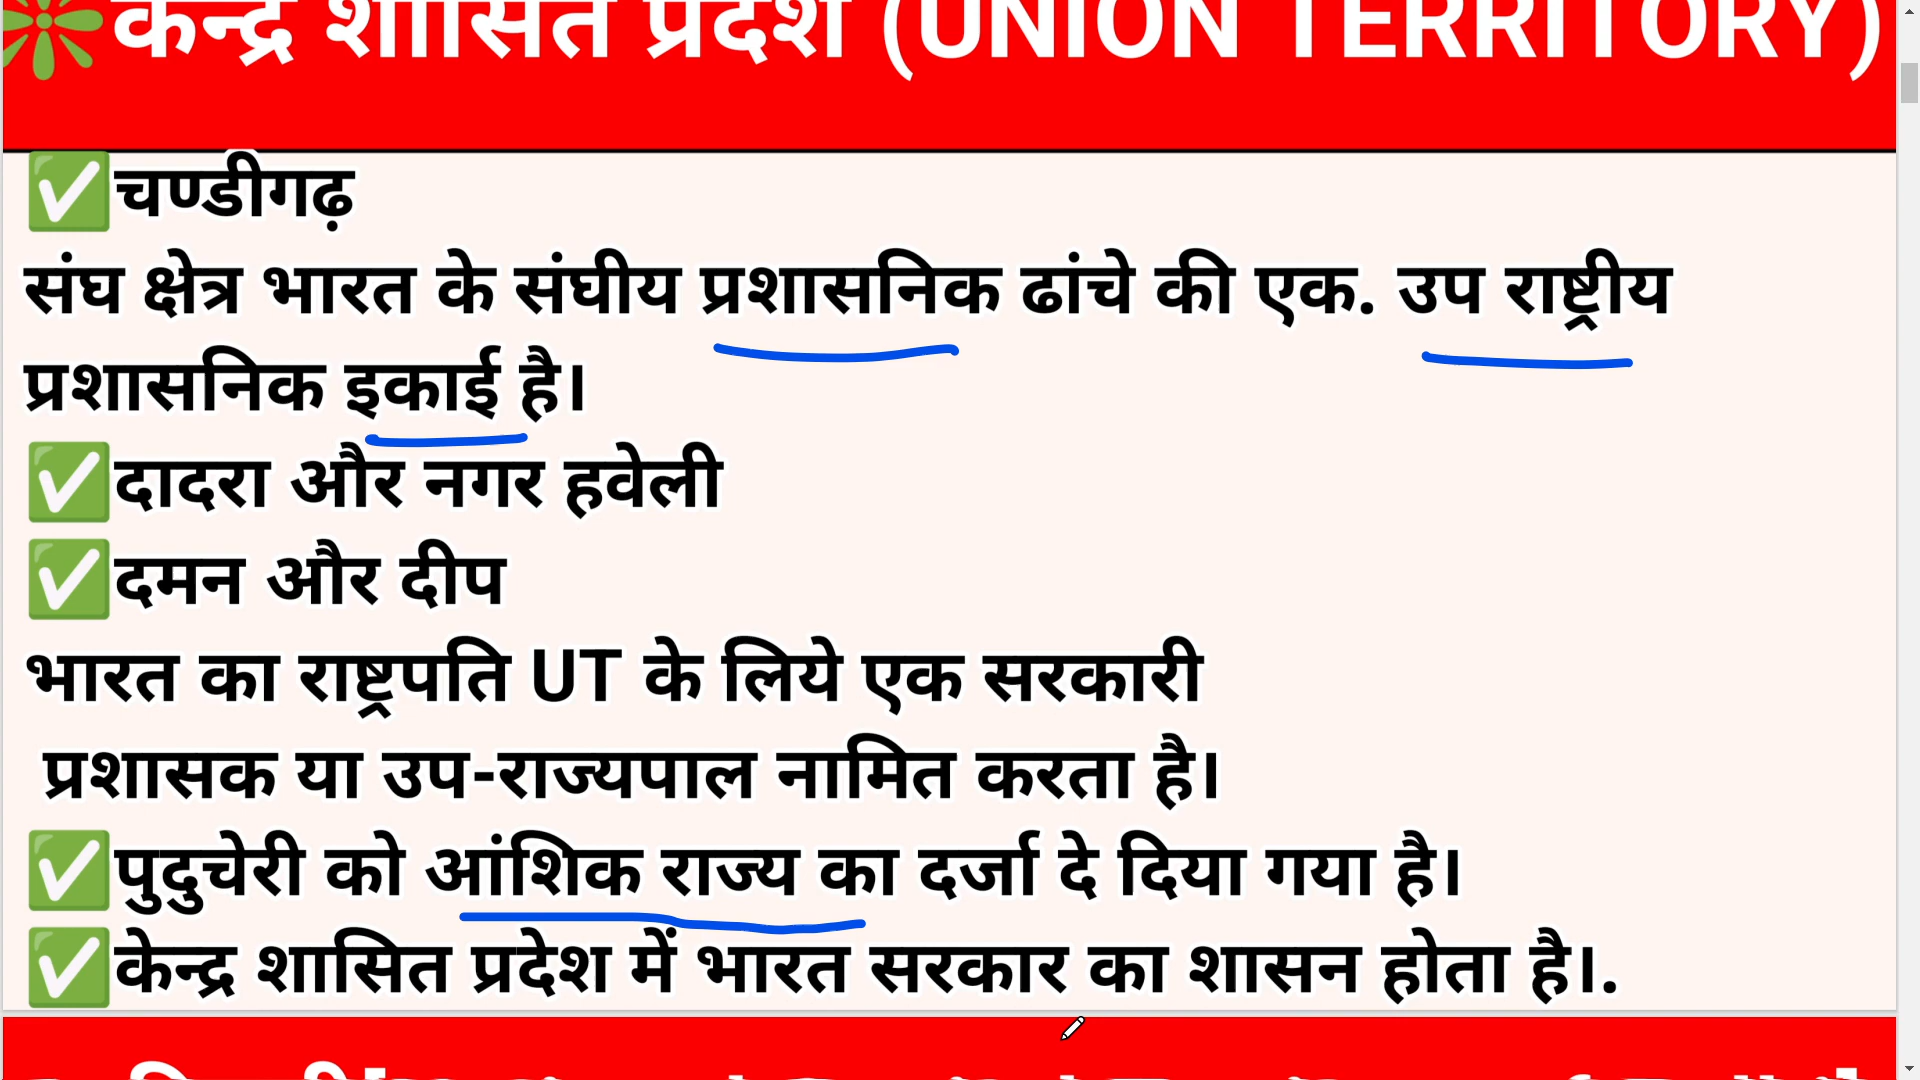 केन्द्र शासित प्रदेश (UNION TERRITORY)
चण्डीगढ़
संघ क्षेत्र भारत के संघीय प्रशासनिक ढांचे की एक. उप राष्ट्रीय
प्रशासनिक इकाई है।
दादरा और नगर हवेली
दमन और दीप
भारत का राष्ट्रपति UT के लिये एक सरकारी
प्रशासक या उप-राज्यपाल नामित करता है।
पुदुचेरी को आंशिक राज्य का दर्जा दे दिया गया है।
केन्द्र शासित प्रदेश में भारत सरकार का शासन होता है।.